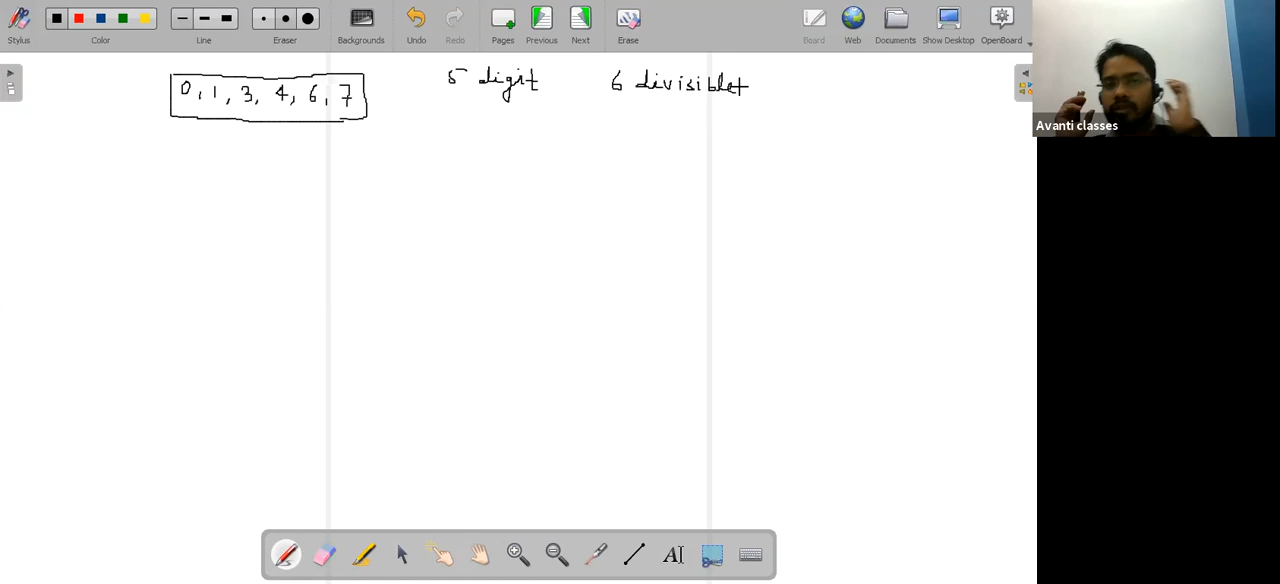 Stylus Color Line Eraser Backgrounds Undo Redo Pages Previous Next Erase Board Web Documents Show Desktop OpenBoard
0, 1, 3, 4, 6, 7 5 digit 6 divisible
Avanti classes